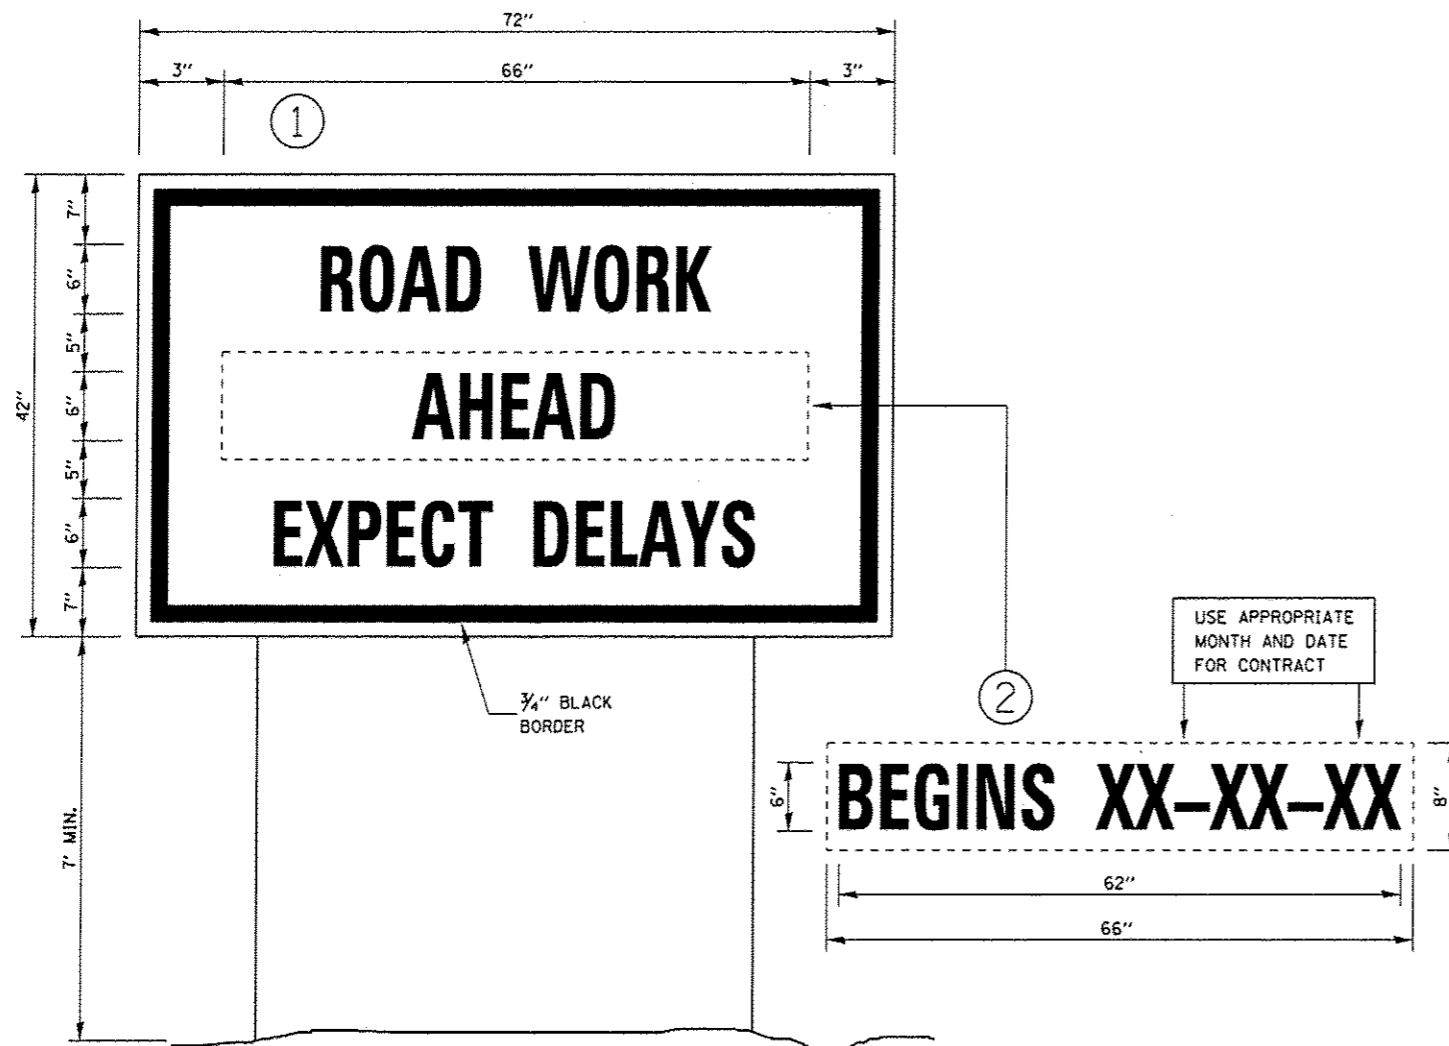 72"
3" 66" 3"
1
7"
6"
5"
6"
5"
6"
7"
42"
ROAD WORK
AHEAD
EXPECT DELAYS
3/4" BLACK
BORDER
7' MIN.
2
USE APPROPRIATE
MONTH AND DATE
FOR CONTRACT
6"
BEGINS XX-XX-XX
8"
62"
66"